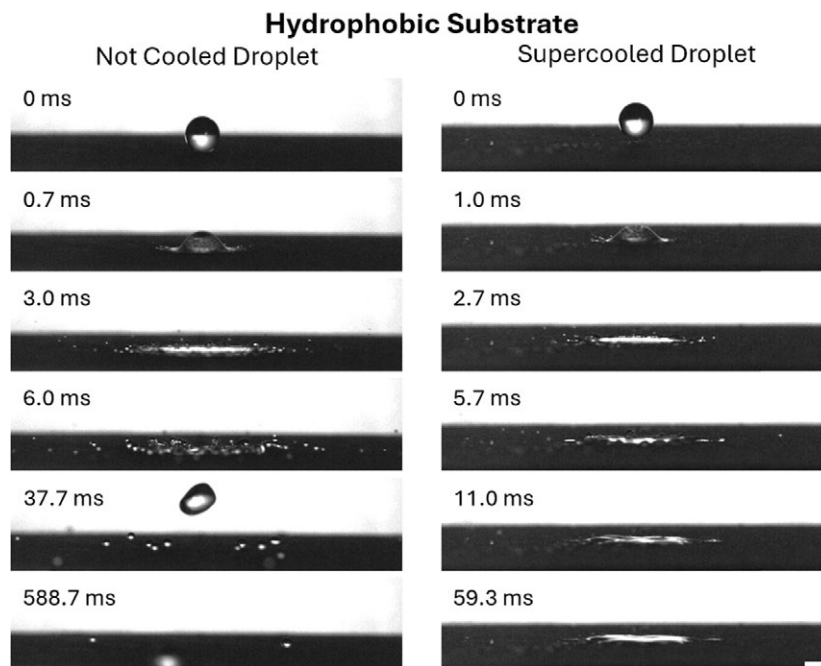 Hydrophobic Substrate
Not Cooled Droplet
Supercooled Droplet
0 ms
0.7 ms
3.0 ms
6.0 ms
37.7 ms
588.7 ms
0 ms
1.0 ms
2.7 ms
5.7 ms
11.0 ms
59.3 ms